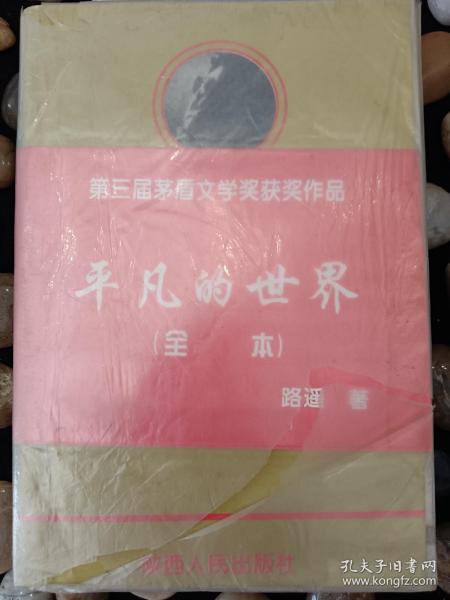 第三届茅盾文学奖获奖作品
平凡的世界
（全 本）
路遥 著
陕西人民出版社
孔夫子旧书网
www.kongfz.com